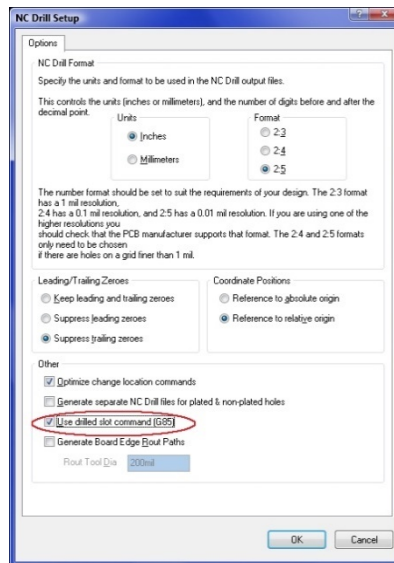 NC Drill Setup
Options
NC Drill Format
Specify the units and format to be used in the NC Drill output files.
This controls the units (inches or millimeters), and the number of digits before and after the
decimal point.
Units
Format
Inches
2:3
Millimeters
2:4
2:5
The number format should be set to suit the requirements of your design. The 2:3 format
has a 1 mil resolution,
2:4 has a 0.1 mil resolution, and 2:5 has a 0.01 mil resolution. If you are using one of the
higher resolutions you
should check that the PCB manufacturer supports that format. The 2:4 and 2:5 formats
only need to be chosen
if there are holes on a grid finer than 1 mil.
Leading/Trailing Zeroes
Coordinate Positions
Keep leading and trailing zeroes
Reference to absolute origin
Suppress leading zeroes
Reference to relative origin
Suppress trailing zeroes
Other
Optimize change location commands
Generate separate NC Drill files for plated & non-plated holes
Use drilled slot command (G85)
Generate Board Edge Rout Paths
Rout Tool Dia 200mil
OK Cancel